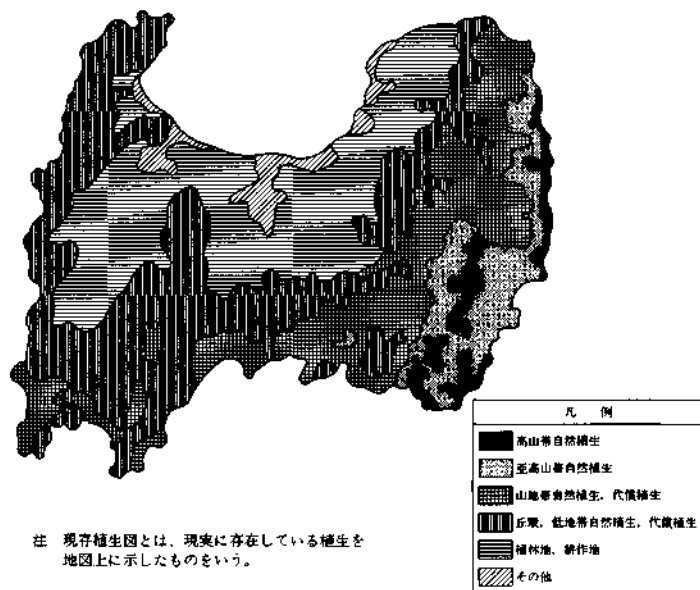 凡 例
高山帯自然植生
亜高山帯自然植生
山地帯自然植生、代償植生
丘陵、低地帯自然植生、代償植生
植林地、耕作地
その他
注 現存植生図とは、現実に存在している植生を
地図上に示したものをいう。